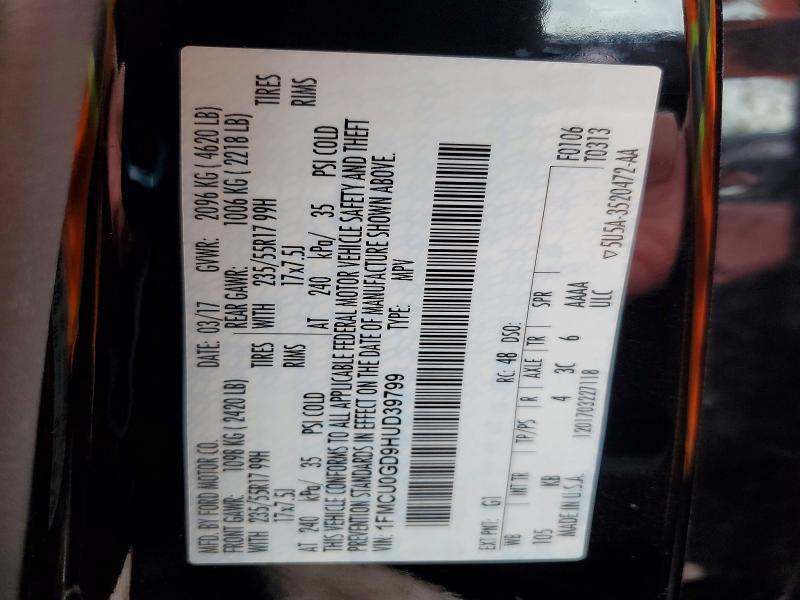 MFD. BY FORD MOTOR CO.
DATE: 03/17 GVWR: 2096 KG ( 4620 LB)
FRONT GAWR: 1098 KG ( 2420 LB) REAR GAWR: 1006 KG ( 2218 LB)
WITH 235/55R17 99H TIRES WITH 235/55R17 99H TIRES
17x7.5J RIMS 17x7.5J RIMS
AT 240 kPa/ 35 PSI COLD AT 240 kPa/ 35 PSI COLD
THIS VEHICLE CONFORMS TO ALL APPLICABLE FEDERAL MOTOR VEHICLE SAFETY AND THEFT
PREVENTION STANDARDS IN EFFECT ON THE DATE OF MANUFACTURE SHOWN ABOVE.
VIN: 1FMCU0GD9HUD39799 TYPE: MPV
EXT PNT: G1 RC: 48 DSO:
WB INT TR TP/PS R AXLE TR SPR F0106
105 KB 4 3C 6 AAAA T0313
MADE IN U.S.A. 1201703227118 ULC
▽5U5A-3520472-AA